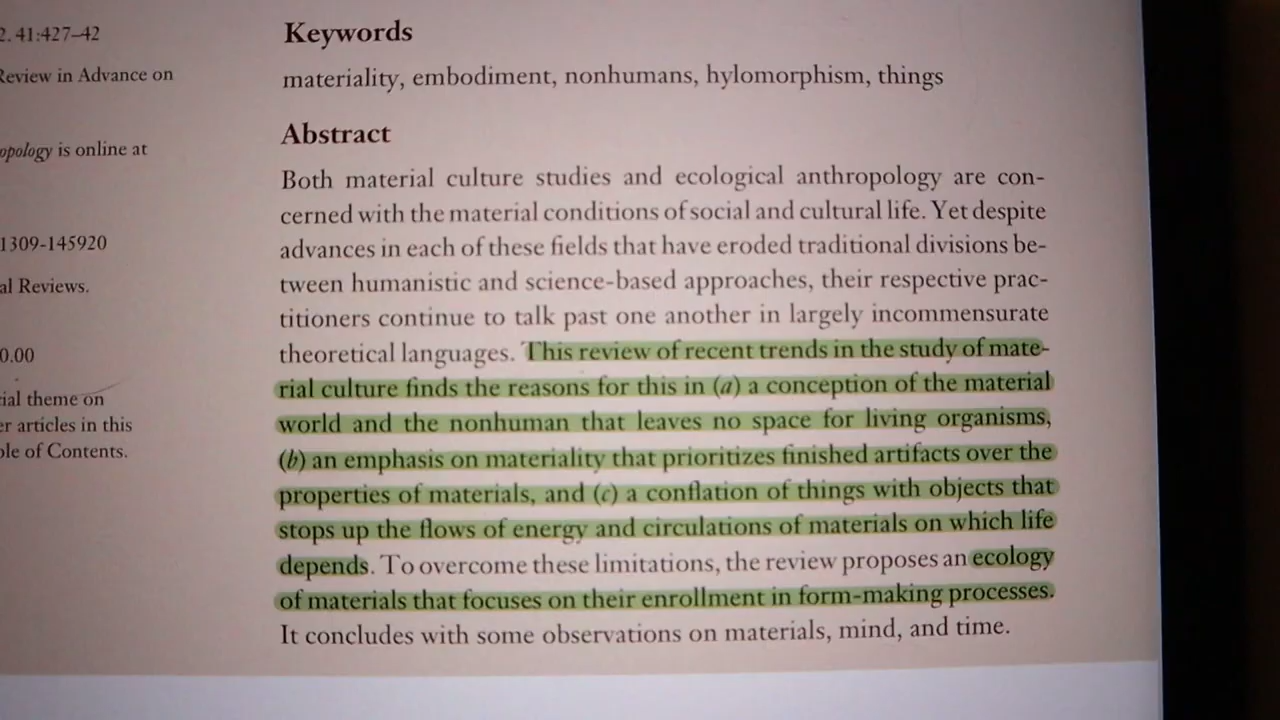 2. 41:427–42
Review in Advance on
opology is online at
1309-145920
al Reviews.
0.00
ial theme on
er articles in this
ble of Contents.
Keywords
materiality, embodiment, nonhumans, hylomorphism, things
Abstract
Both material culture studies and ecological anthropology are con-
cerned with the material conditions of social and cultural life. Yet despite
advances in each of these fields that have eroded traditional divisions be-
tween humanistic and science-based approaches, their respective prac-
titioners continue to talk past one another in largely incommensurate
theoretical languages. This review of recent trends in the study of mate-
rial culture finds the reasons for this in (a) a conception of the material
world and the nonhuman that leaves no space for living organisms,
(b) an emphasis on materiality that prioritizes finished artifacts over the
properties of materials, and (c) a conflation of things with objects that
stops up the flows of energy and circulations of materials on which life
depends. To overcome these limitations, the review proposes an ecology
of materials that focuses on their enrollment in form-making processes.
It concludes with some observations on materials, mind, and time.